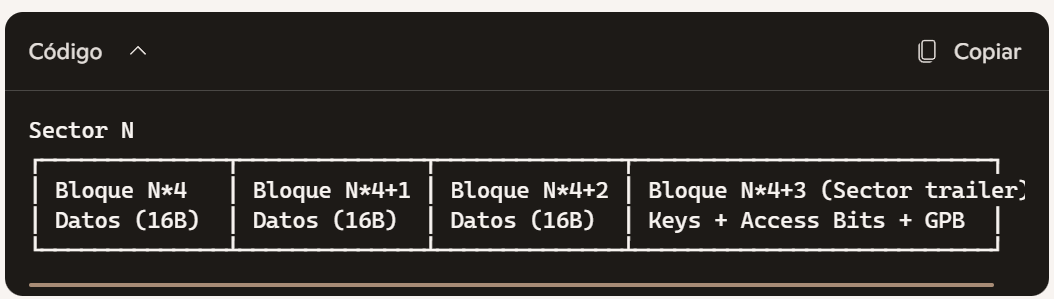 Código
Copiar
Sector N
Bloque N*4 Bloque N*4+1 Bloque N*4+2 Bloque N*4+3 (Sector trailer)
Datos (16B) Datos (16B) Datos (16B) Keys + Access Bits + GPB